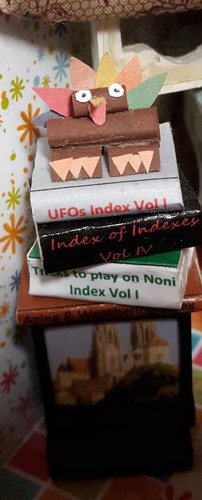 UFOs Index Vol I
Index of Indexes
Vol IV
Tricks to play on Noni
Index Vol I